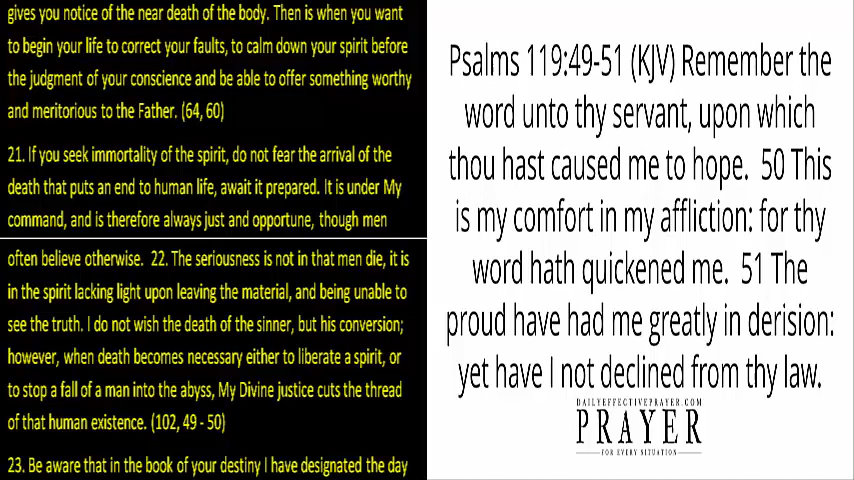 gives you notice of the near death of the body. Then is when you want
to begin your life to correct your faults, to calm down your spirit before
the judgment of your conscience and be able to offer something worthy
and meritorious to the Father. (64, 60)
21. If you seek immortality of the spirit, do not fear the arrival of the
death that puts an end to human life, await it prepared. It is under My
command, and is therefore always just and opportune, though men
often believe otherwise. 22. The seriousness is not in that men die, it is
in the spirit lacking light upon leaving the material, and being unable to
see the truth. I do not wish the death of the sinner, but his conversion;
however, when death becomes necessary either to liberate a spirit, or
to stop a fall of a man into the abyss, My Divine justice cuts the thread
of that human existence. (102, 49 - 50)
23. Be aware that in the book of your destiny I have designated the day
Psalms 119:49-51 (KJV) Remember the
word unto thy servant, upon which
thou hast caused me to hope. 50 This
is my comfort in my affliction: for thy
word hath quickened me. 51 The
proud have had me greatly in derision:
yet have I not declined from thy law.
DAILYEFFECTIVEPRAYER.COM
PRAYER
FOR EVERY SITUATION